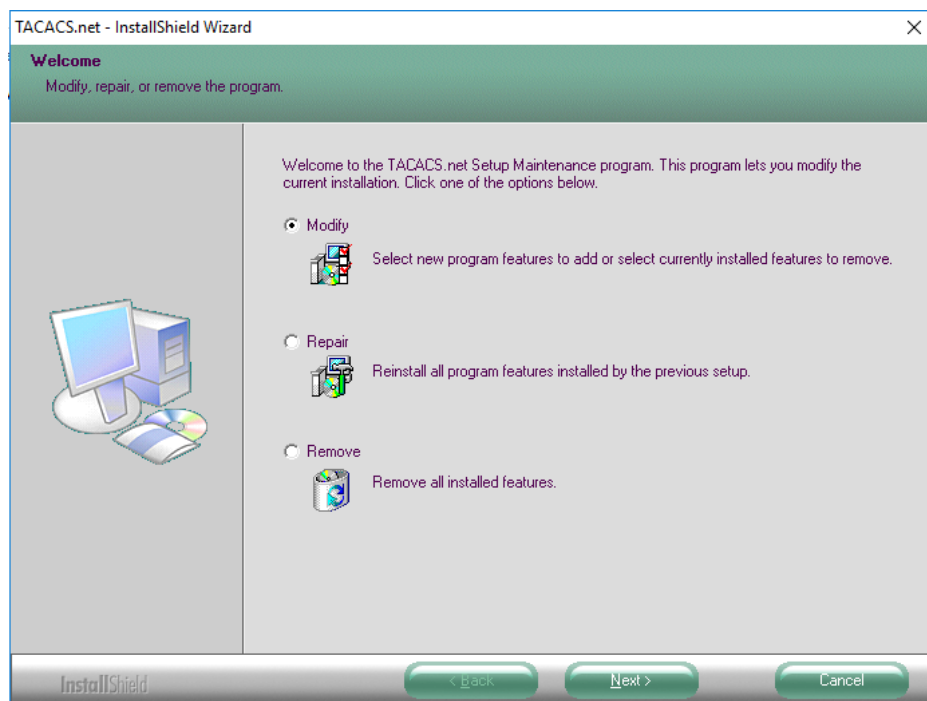 TACACS.net - InstallShield Wizard
Welcome
Modify, repair, or remove the program.
Welcome to the TACACS.net Setup Maintenance program. This program lets you modify the
current installation. Click one of the options below.
Modify
Select new program features to add or select currently installed features to remove.
Repair
Reinstall all program features installed by the previous setup.
Remove
Remove all installed features.
InstallShield
< Back
Next >
Cancel